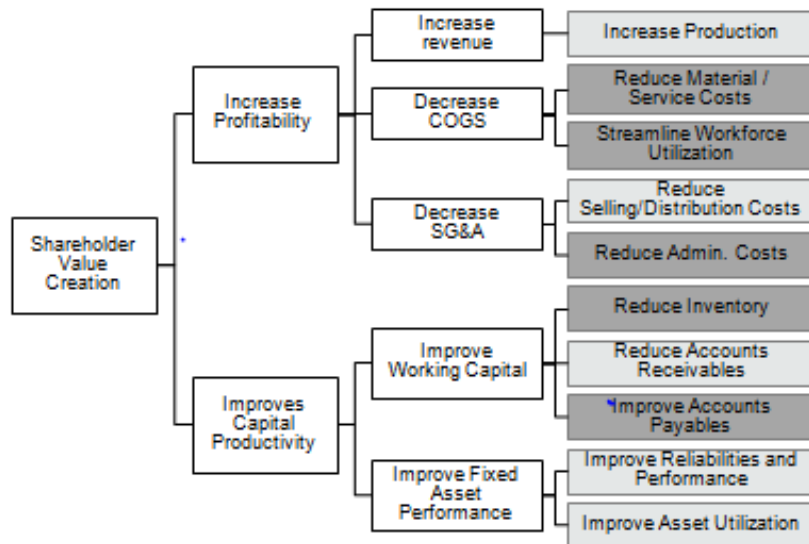 Increase
revenue
Increase Production
Increase
Profitability
Decrease
COGS
Reduce Material /
Service Costs
Streamline Workforce
Utilization
Decrease
SG&A
Reduce
Selling/Distribution Costs
Reduce Admin. Costs
Shareholder
Value
Creation
Improves
Capital
Productivity
Improve
Working Capital
Reduce Inventory
Reduce Accounts
Receivables
Improve Accounts
Payables
Improve Fixed
Asset
Performance
Improve Reliabilities and
Performance
Improve Asset Utilization